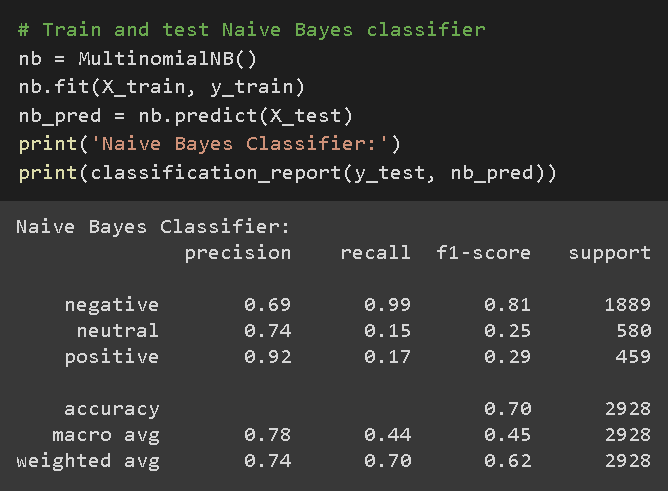 # Train and test Naive Bayes classifier
nb = MultinomialNB()
nb.fit(X_train, y_train)
nb_pred = nb.predict(X_test)
print('Naive Bayes Classifier:')
print(classification_report(y_test, nb_pred))
Naive Bayes Classifier:
precision recall f1-score support
negative 0.69 0.99 0.81 1889
neutral 0.74 0.15 0.25 580
positive 0.92 0.17 0.29 459
accuracy 0.70 2928
macro avg 0.78 0.44 0.45 2928
weighted avg 0.74 0.70 0.62 2928